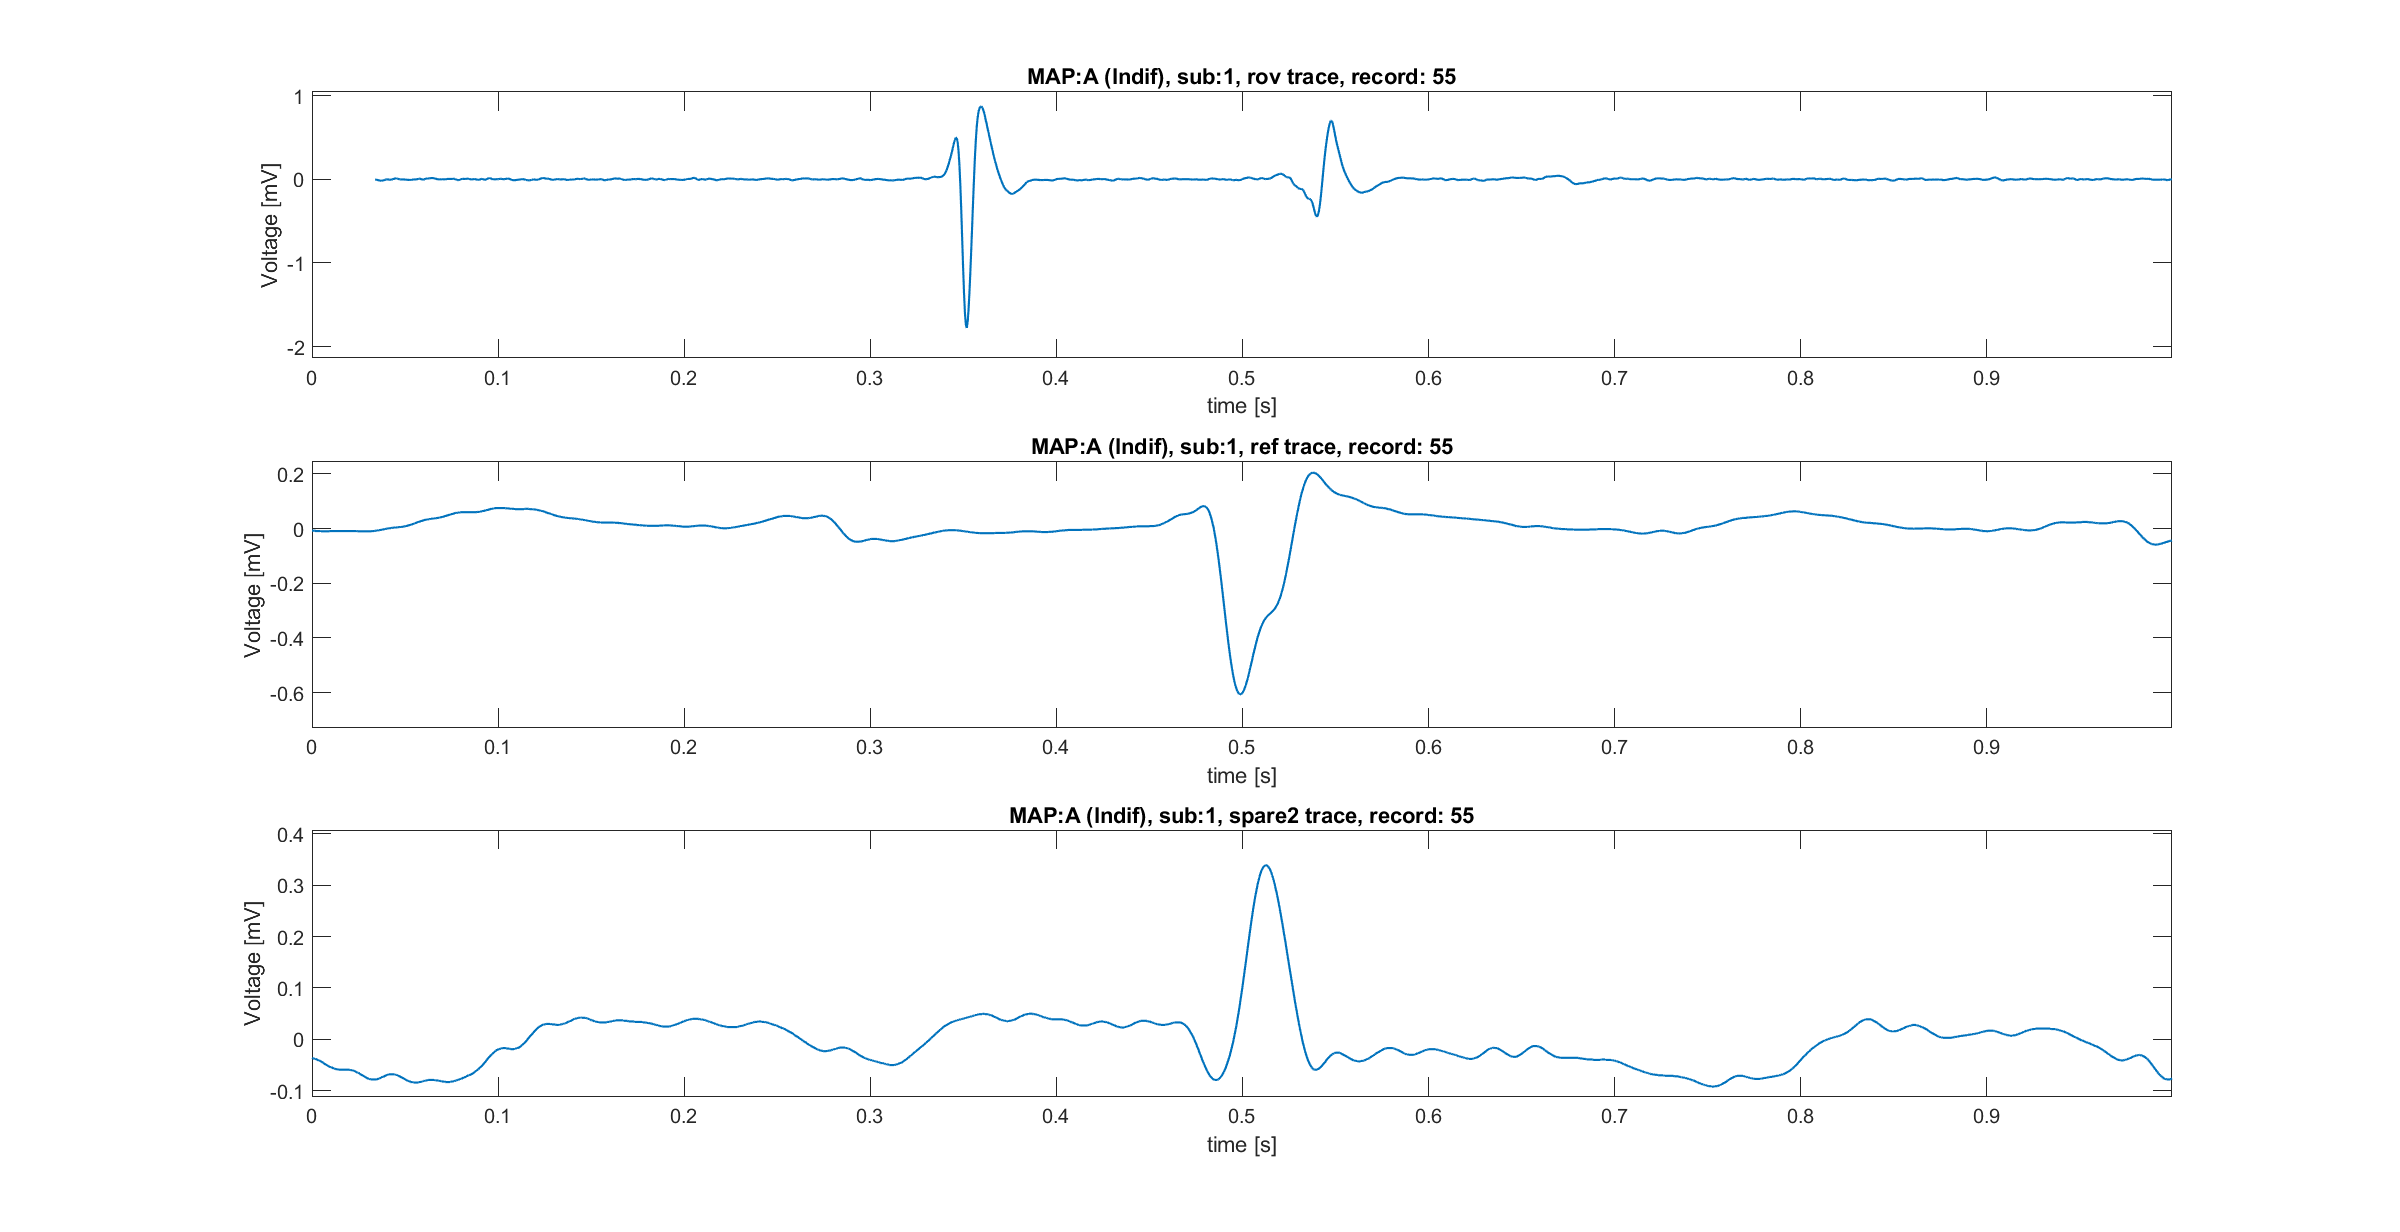 MAP:A (Indif), sub:1, rov trace, record: 55
1
0
-1
-2
Voltage [mV]
0 0.1 0.2 0.3 0.4 0.5 0.6 0.7 0.8 0.9
time [s]
MAP:A (Indif), sub:1, ref trace, record: 55
0.2
0
-0.2
-0.4
-0.6
Voltage [mV]
0 0.1 0.2 0.3 0.4 0.5 0.6 0.7 0.8 0.9
time [s]
MAP:A (Indif), sub:1, spare2 trace, record: 55
0.4
0.3
0.2
0.1
0
-0.1
Voltage [mV]
0 0.1 0.2 0.3 0.4 0.5 0.6 0.7 0.8 0.9
time [s]